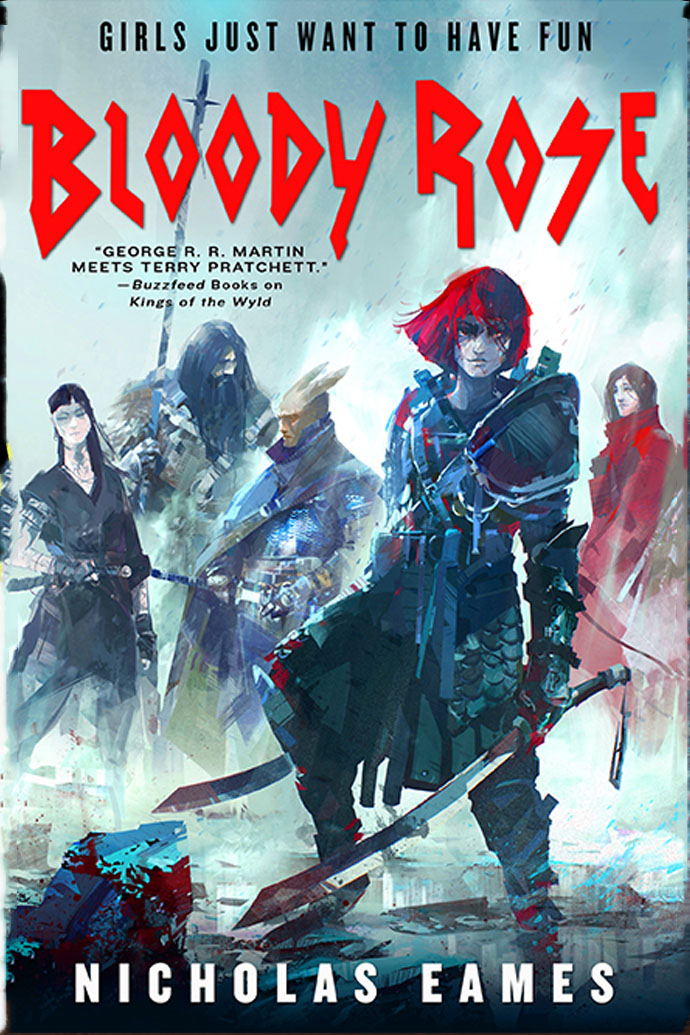 GIRLS JUST WANT TO HAVE FUN
BLOODY ROSE
"GEORGE R. R. MARTIN
MEETS TERRY PRATCHETT."
—Buzzfeed Books on
Kings of the Wyld
NICHOLAS EAMES